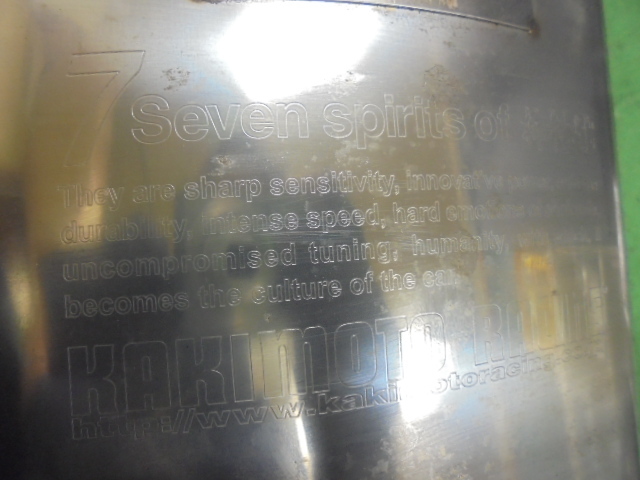 7 Seven spirits of
They are sharp sensitivity, innovative
durability, intense speed, hard
uncompromised tuning, humanity
becomes the culture of the car
KAKIMOTO
http://www.kakimotoracing